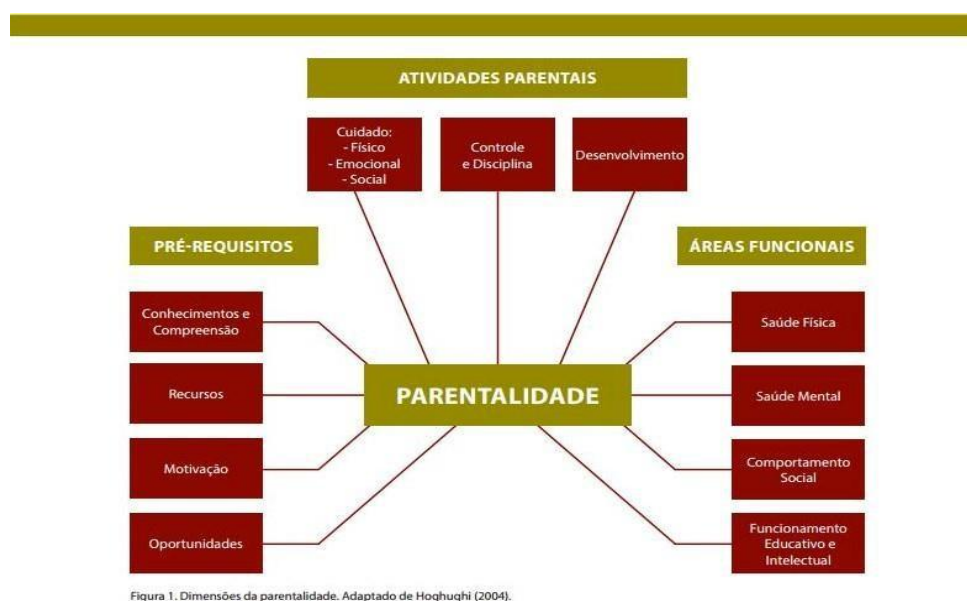 ATIVIDADES PARENTAIS
Cuidado:
- Físico
- Emocional
- Social
Controle
e Disciplina
Desenvolvimento
PRÉ-REQUISITOS
Conhecimentos e
Compreensão
Recursos
Motivação
Oportunidades
PARENTALIDADE
ÁREAS FUNCIONAIS
Saúde Física
Saúde Mental
Comportamento
Social
Funcionamento
Educativo e
Intelectual
Figura 1. Dimensões da parentalidade. Adaptado de Hoghughi (2004).